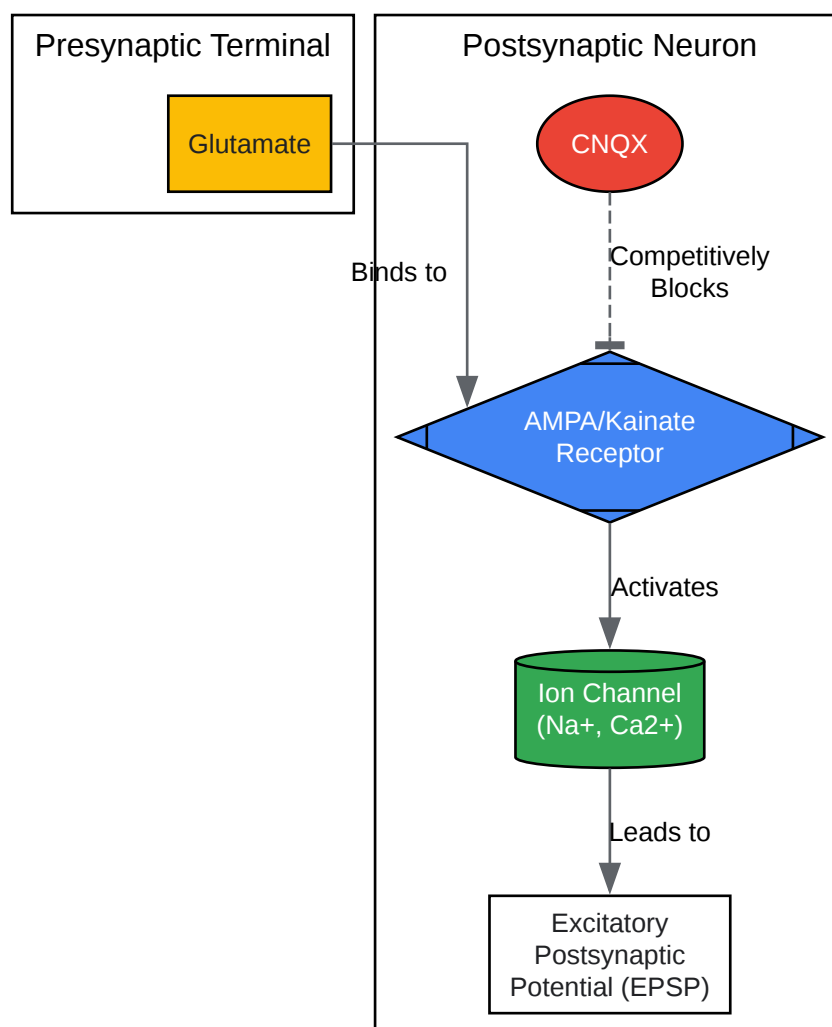 Presynaptic Terminal
Postsynaptic Neuron
Glutamate
CNQX
Binds to
Competitively
Blocks
AMPA/Kainate
Receptor
Activates
Ion Channel
(Na+, Ca2+)
Leads to
Excitatory
Postsynaptic
Potential (EPSP)